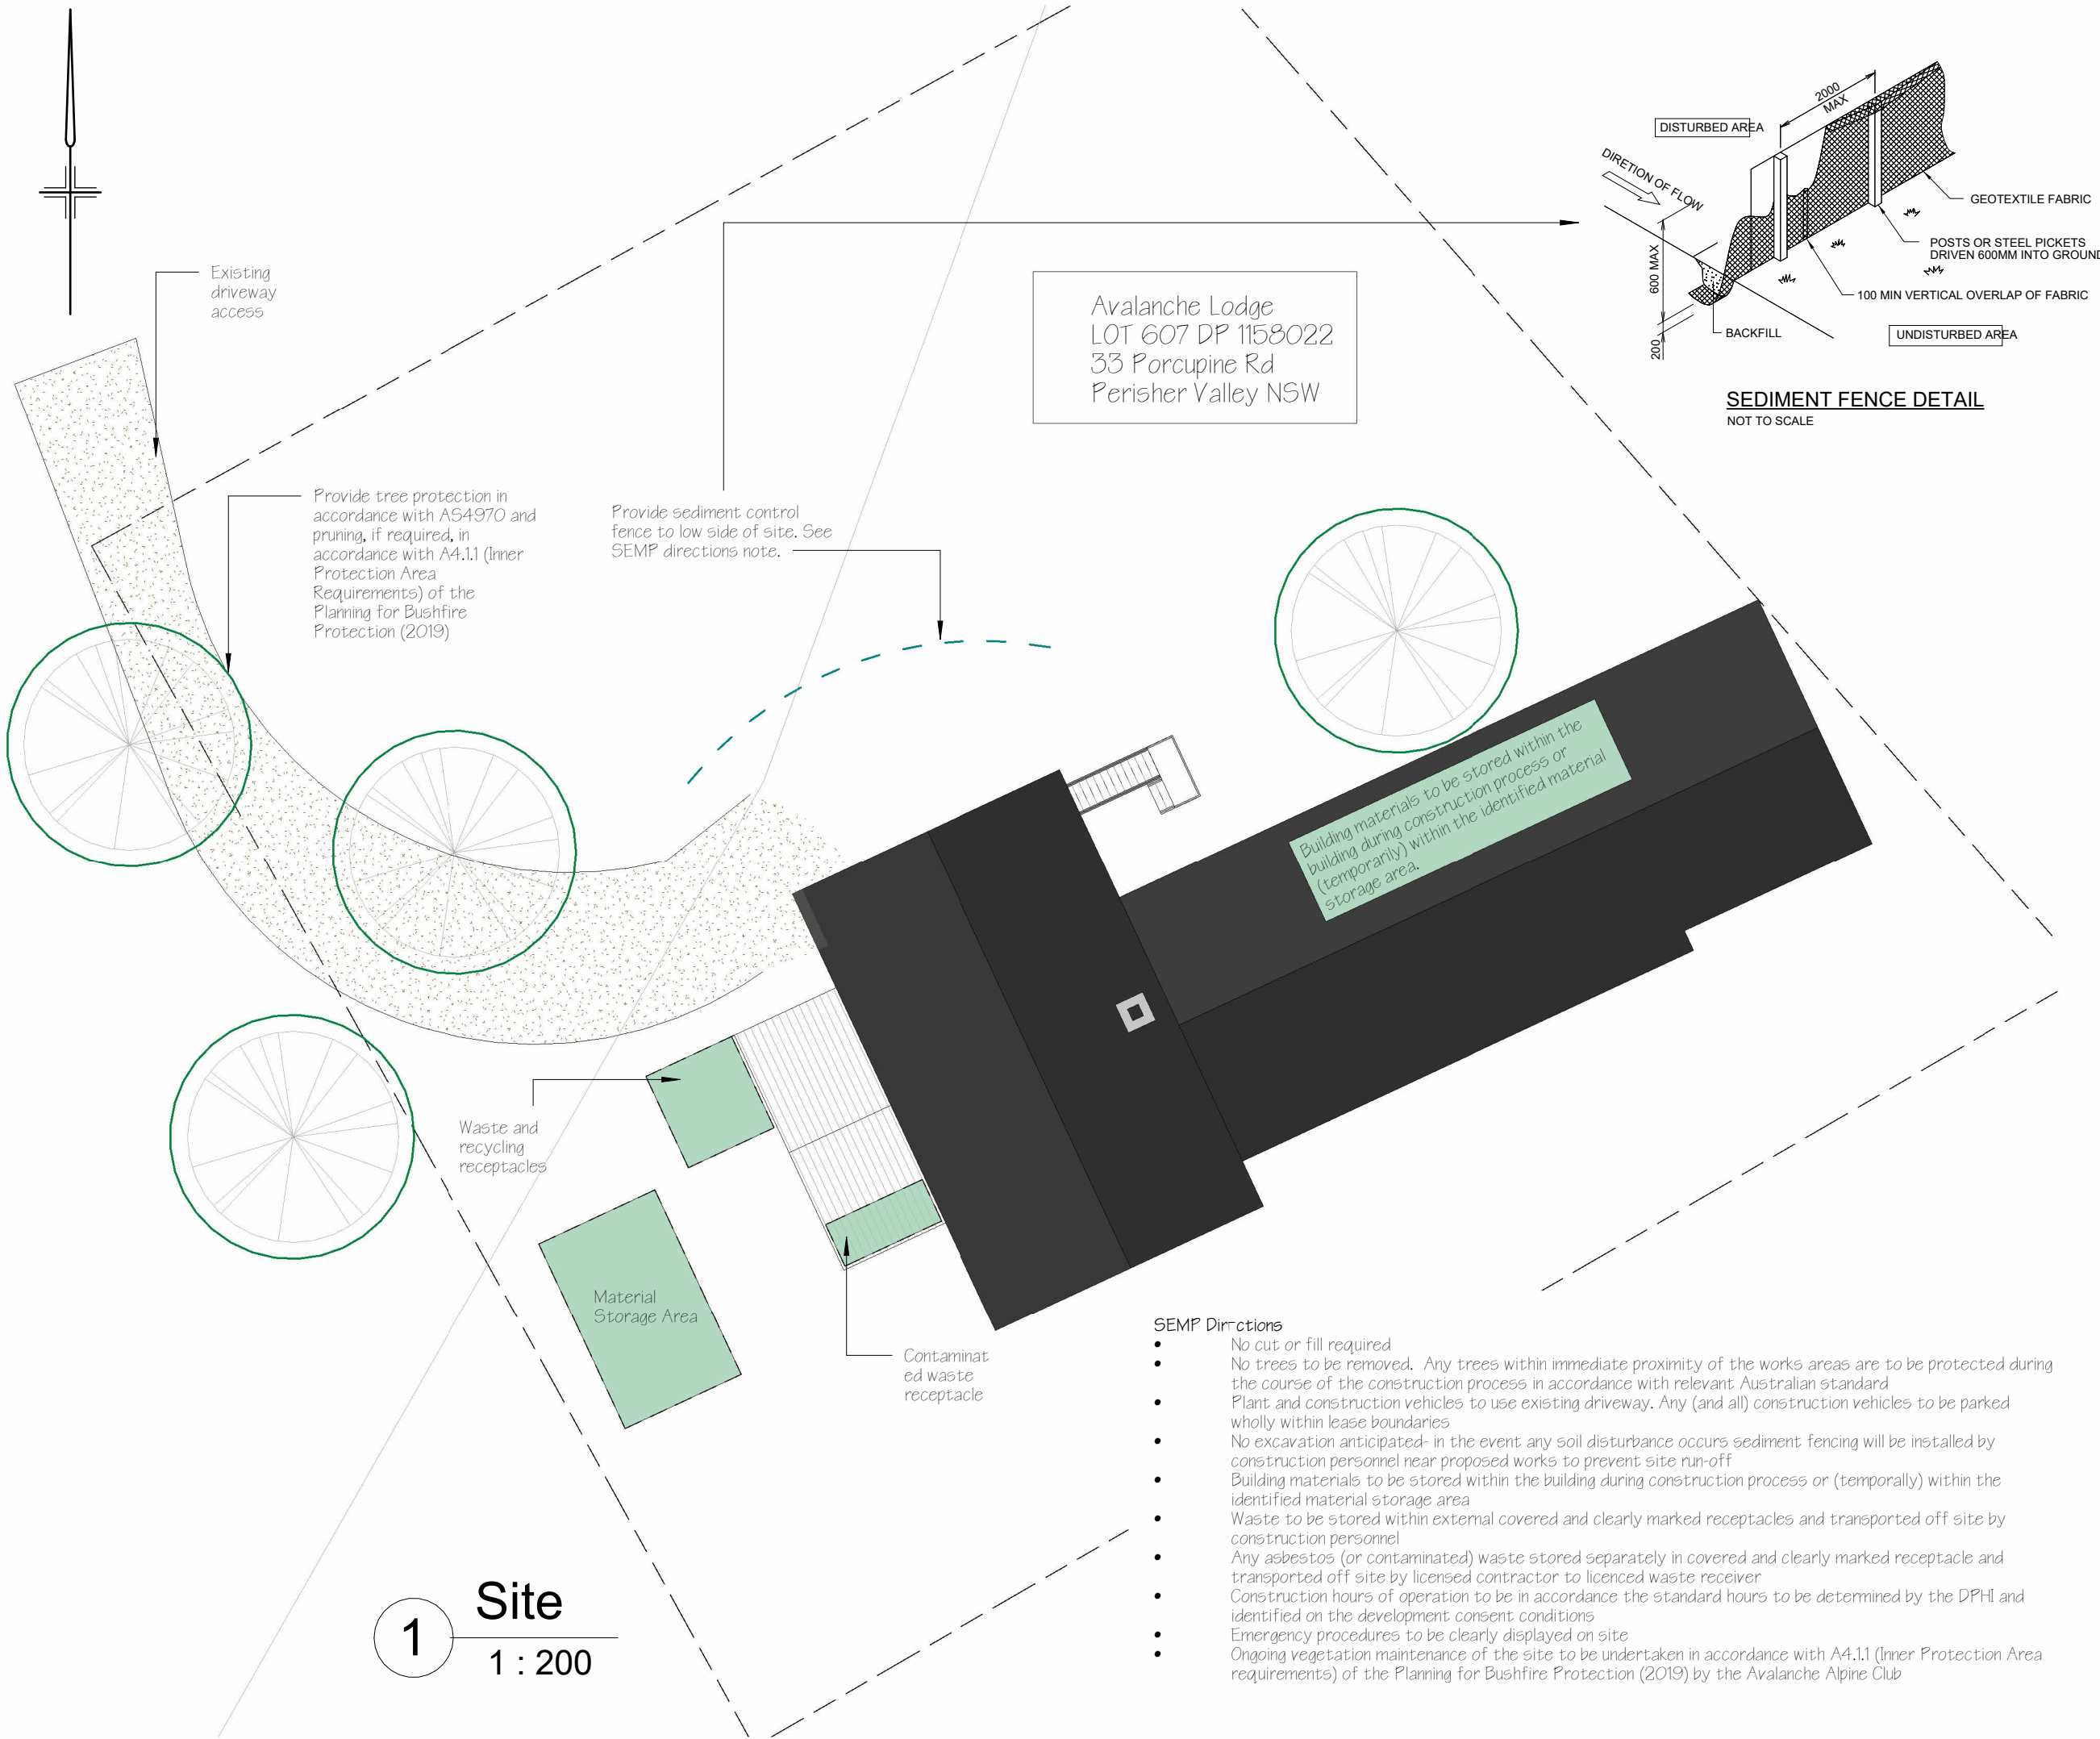 Existing
driveway
access
Provide tree protection in
accordance with AS4970 and
pruning, if required, in
accordance with A4.1.1 (Inner
Protection Area
Requirements) of the
Planning for Bushfire
Protection (2019)
Provide sediment control
fence to low side of site. See
SEMP directions note.
Avalanche Lodge
LOT 607 DP 1158022
33 Porcupine Rd
Perisher Valley NSW
2000
MAX
DISTURBED AREA
DIRETION OF FLOW
GEOTEXTILE FABRIC
POSTS OR STEEL PICKETS
DRIVEN 600MM INTO GROUND
600 MAX
100 MIN VERTICAL OVERLAP OF FABRIC
BACKFILL
UNDISTURBED AREA
200
SEDIMENT FENCE DETAIL
NOT TO SCALE
Building materials to be stored within the
building during construction process or
(temporarily) within the identified material
storage area.
Waste and
recycling
receptacles
Material
Storage Area
Contaminat
ed waste
receptacle
SEMP Directions
• No cut or fill required
• No trees to be removed. Any trees within immediate proximity of the works areas are to be protected during
the course of the construction process in accordance with relevant Australian standard
• Plant and construction vehicles to use existing driveway. Any (and all) construction vehicles to be parked
wholly within lease boundaries
• No excavation anticipated- in the event any soil disturbance occurs sediment fencing will be installed by
construction personnel near proposed works to prevent site run-off
• Building materials to be stored within the building during construction process or (temporally) within the
identified material storage area
• Waste to be stored within external covered and clearly marked receptacles and transported off site by
construction personnel
• Any asbestos (or contaminated) waste stored separately in covered and clearly marked receptacle and
transported off site by licensed contractor to licenced waste receiver
• Construction hours of operation to be in accordance the standard hours to be determined by the DPHI and
identified on the development consent conditions
• Emergency procedures to be clearly displayed on site
• Ongoing vegetation maintenance of the site to be undertaken in accordance with A4.1.1 (Inner Protection Area
requirements) of the Planning for Bushfire Protection (2019) by the Avalanche Alpine Club
1
Site
1 : 200